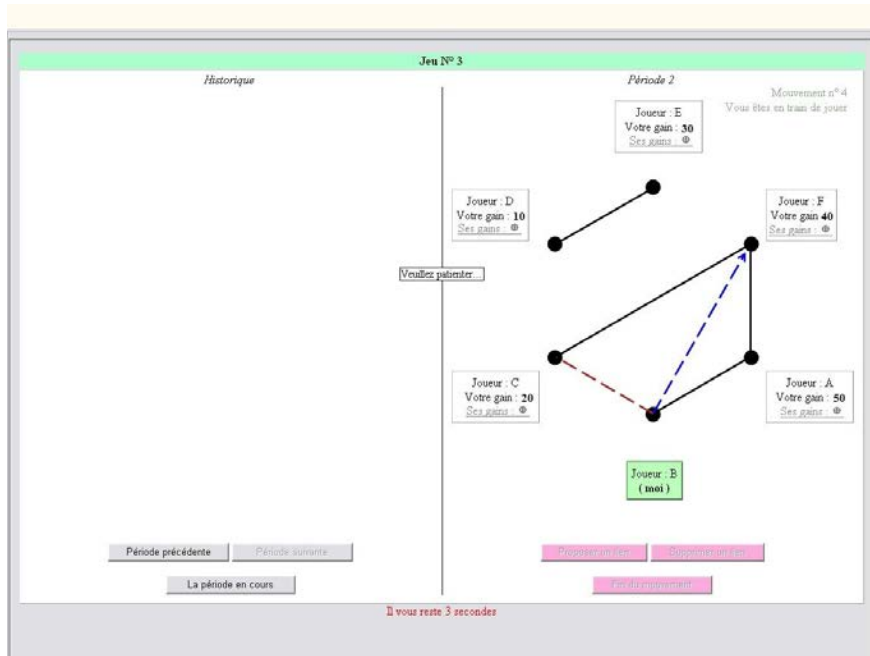 Jeu Nº 3
Historique
Période 2
Mouvement nº 4
Vous êtes en train de jouer
Joueur : E
Votre gain : 30
Ses gains :
Joueur : D
Votre gain : 10
Ses gains :
Joueur : F
Votre gain 40
Ses gains :
Veuillez patienter...
Joueur : C
Votre gain : 20
Ses gains :
Joueur : A
Votre gain : 50
Ses gains :
Joueur : B
( moi )
Période précédente
Période suivante
Proposer un lien
Supprimer un lien
La période en cours
Fin du mouvement
Il vous reste 3 secondes